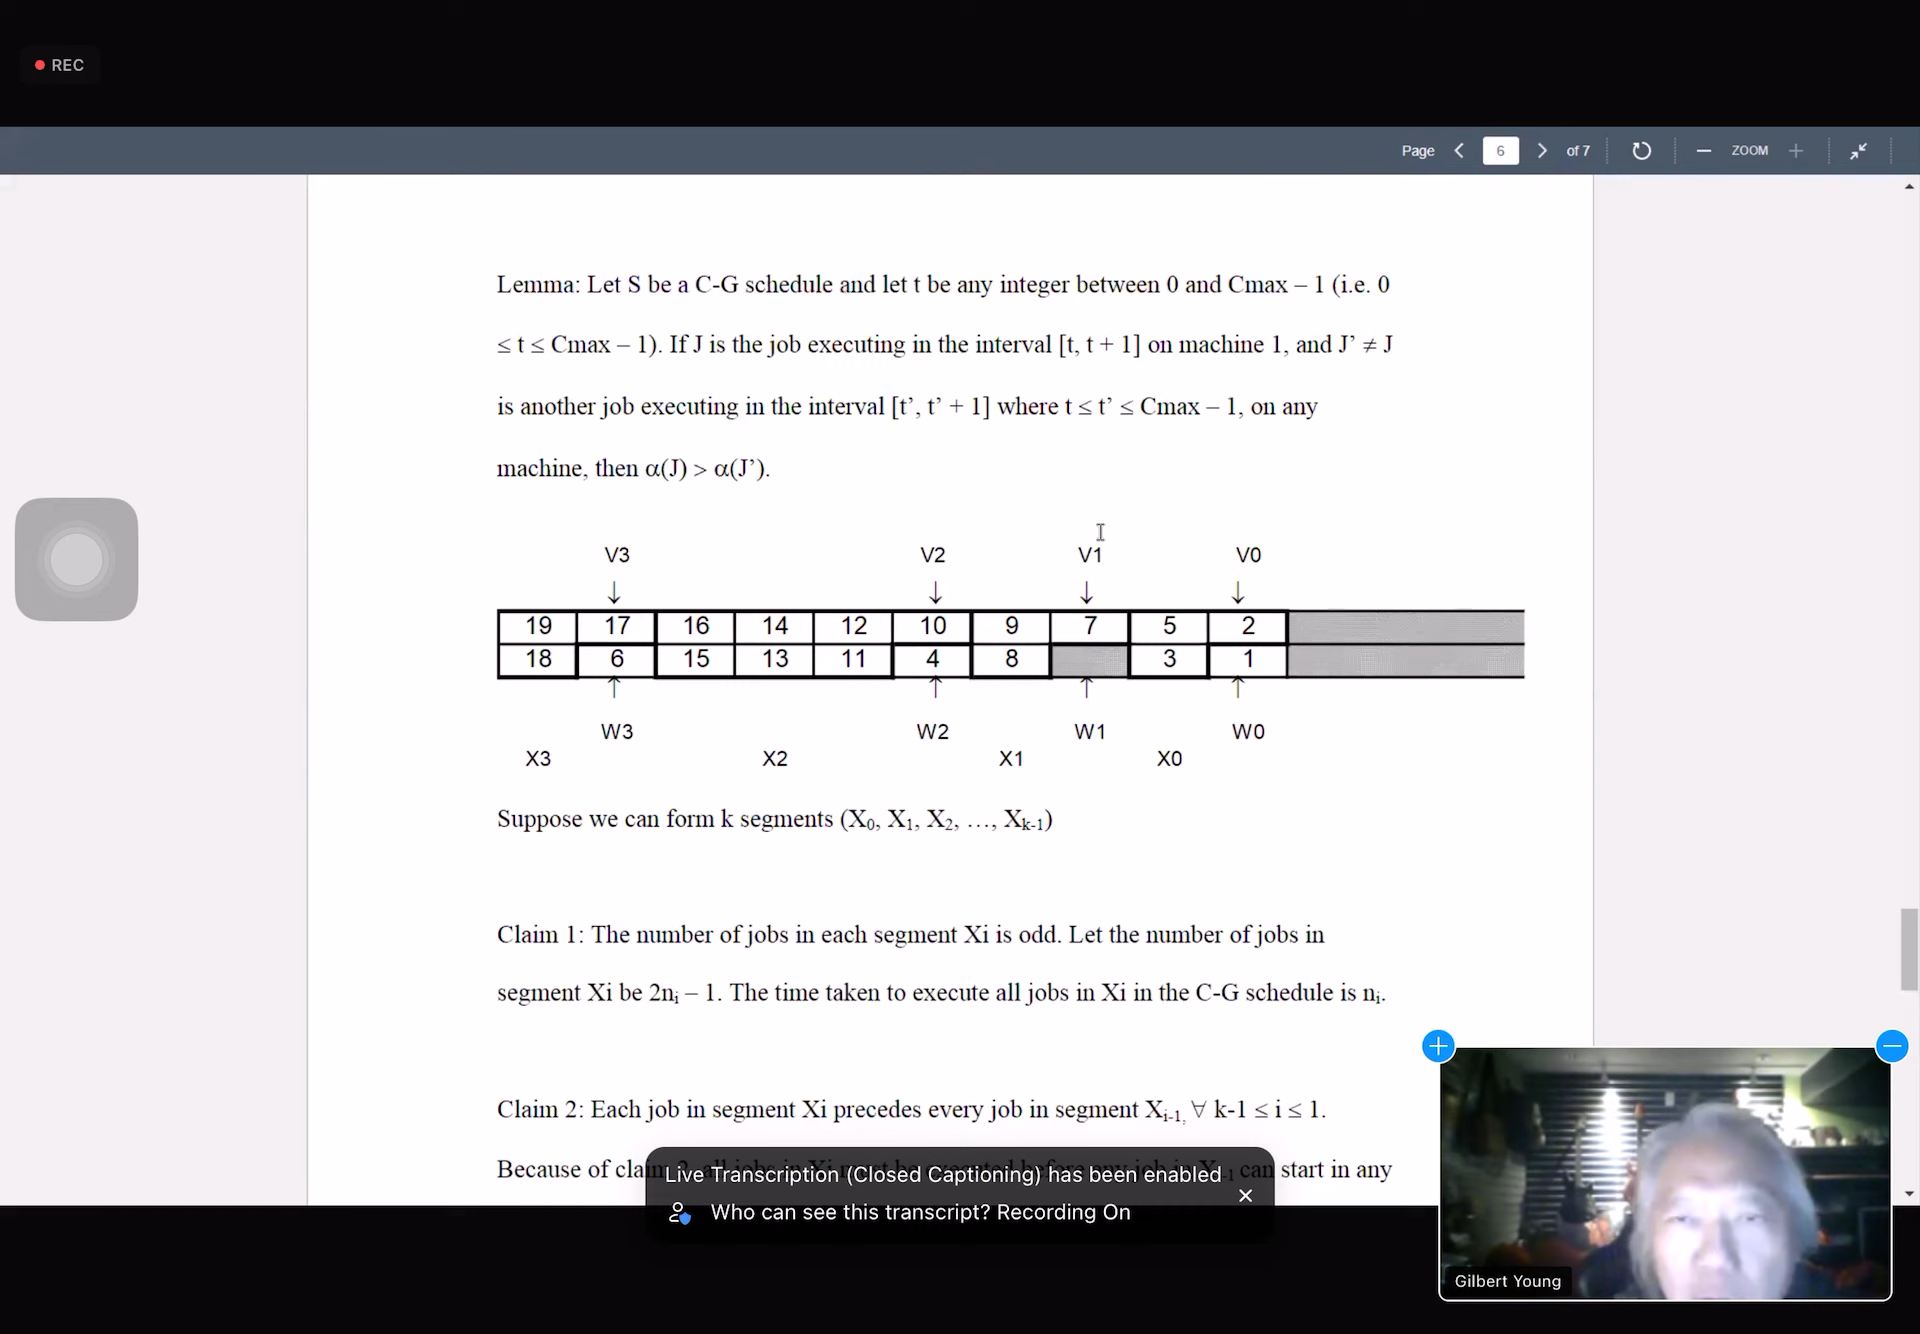 REC
Page 6 of 7 ZOOM
Lemma: Let S be a C-G schedule and let t be any integer between 0 and Cmax – 1 (i.e. 0
≤ t ≤ Cmax – 1). If J is the job executing in the interval [t, t + 1] on machine 1, and J’ ≠ J
is another job executing in the interval [t’, t’ + 1] where t ≤ t’ ≤ Cmax – 1, on any
machine, then α(J) > α(J’).
V3 V2 V1 V0
↓ ↓ ↓ ↓
19 17 16 14 12 10 9 7 5 2
18 6 15 13 11 4 8 3 1
↑ ↑ ↑ ↑
W3 W2 W1 W0
X3 X2 X1 X0
Suppose we can form k segments (X₀, X₁, X₂, …, Xₖ₋₁)
Claim 1: The number of jobs in each segment Xi is odd. Let the number of jobs in
segment Xi be 2nᵢ – 1. The time taken to execute all jobs in Xi in the C-G schedule is nᵢ.
Claim 2: Each job in segment Xi precedes every job in segment Xᵢ₋₁, ∀ k-1 ≤ i ≤ 1.
Because of can start in any
Live Transcription (Closed Captioning) has been enabled
Who can see this transcript? Recording On
Gilbert Young